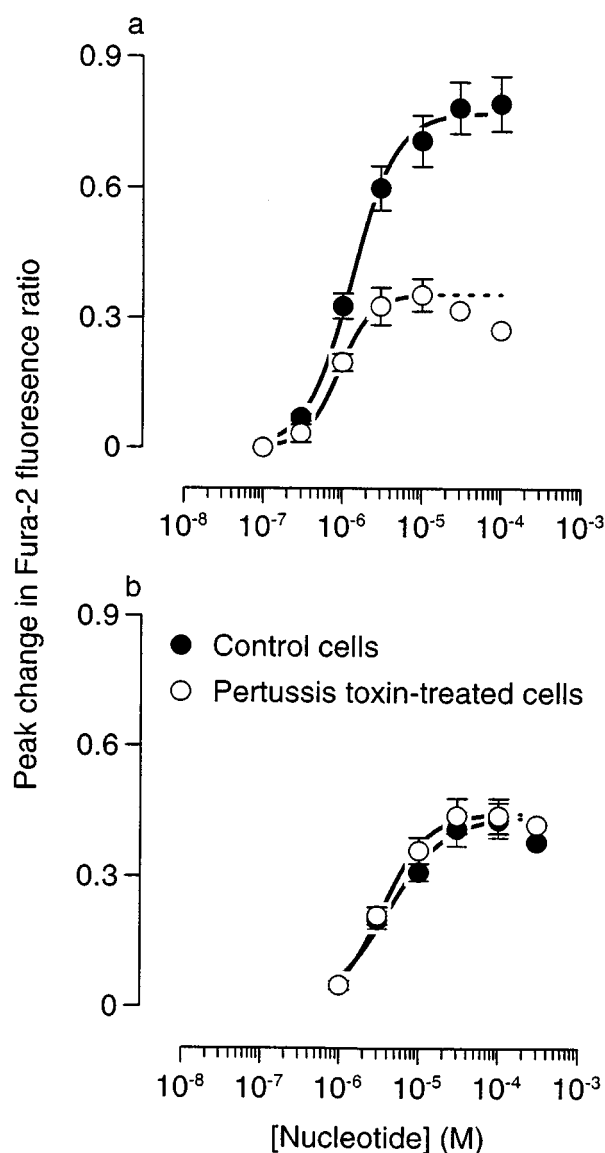 a
Peak change in Fura-2 fluoresence ratio
0.9
0.6
0.3
0
10⁻⁸ 10⁻⁷ 10⁻⁶ 10⁻⁵ 10⁻⁴ 10⁻³
b
0.9
Control cells
Pertussis toxin-treated cells
0.6
0.3
0
10⁻⁸ 10⁻⁷ 10⁻⁶ 10⁻⁵ 10⁻⁴ 10⁻³
[Nucleotide] (M)